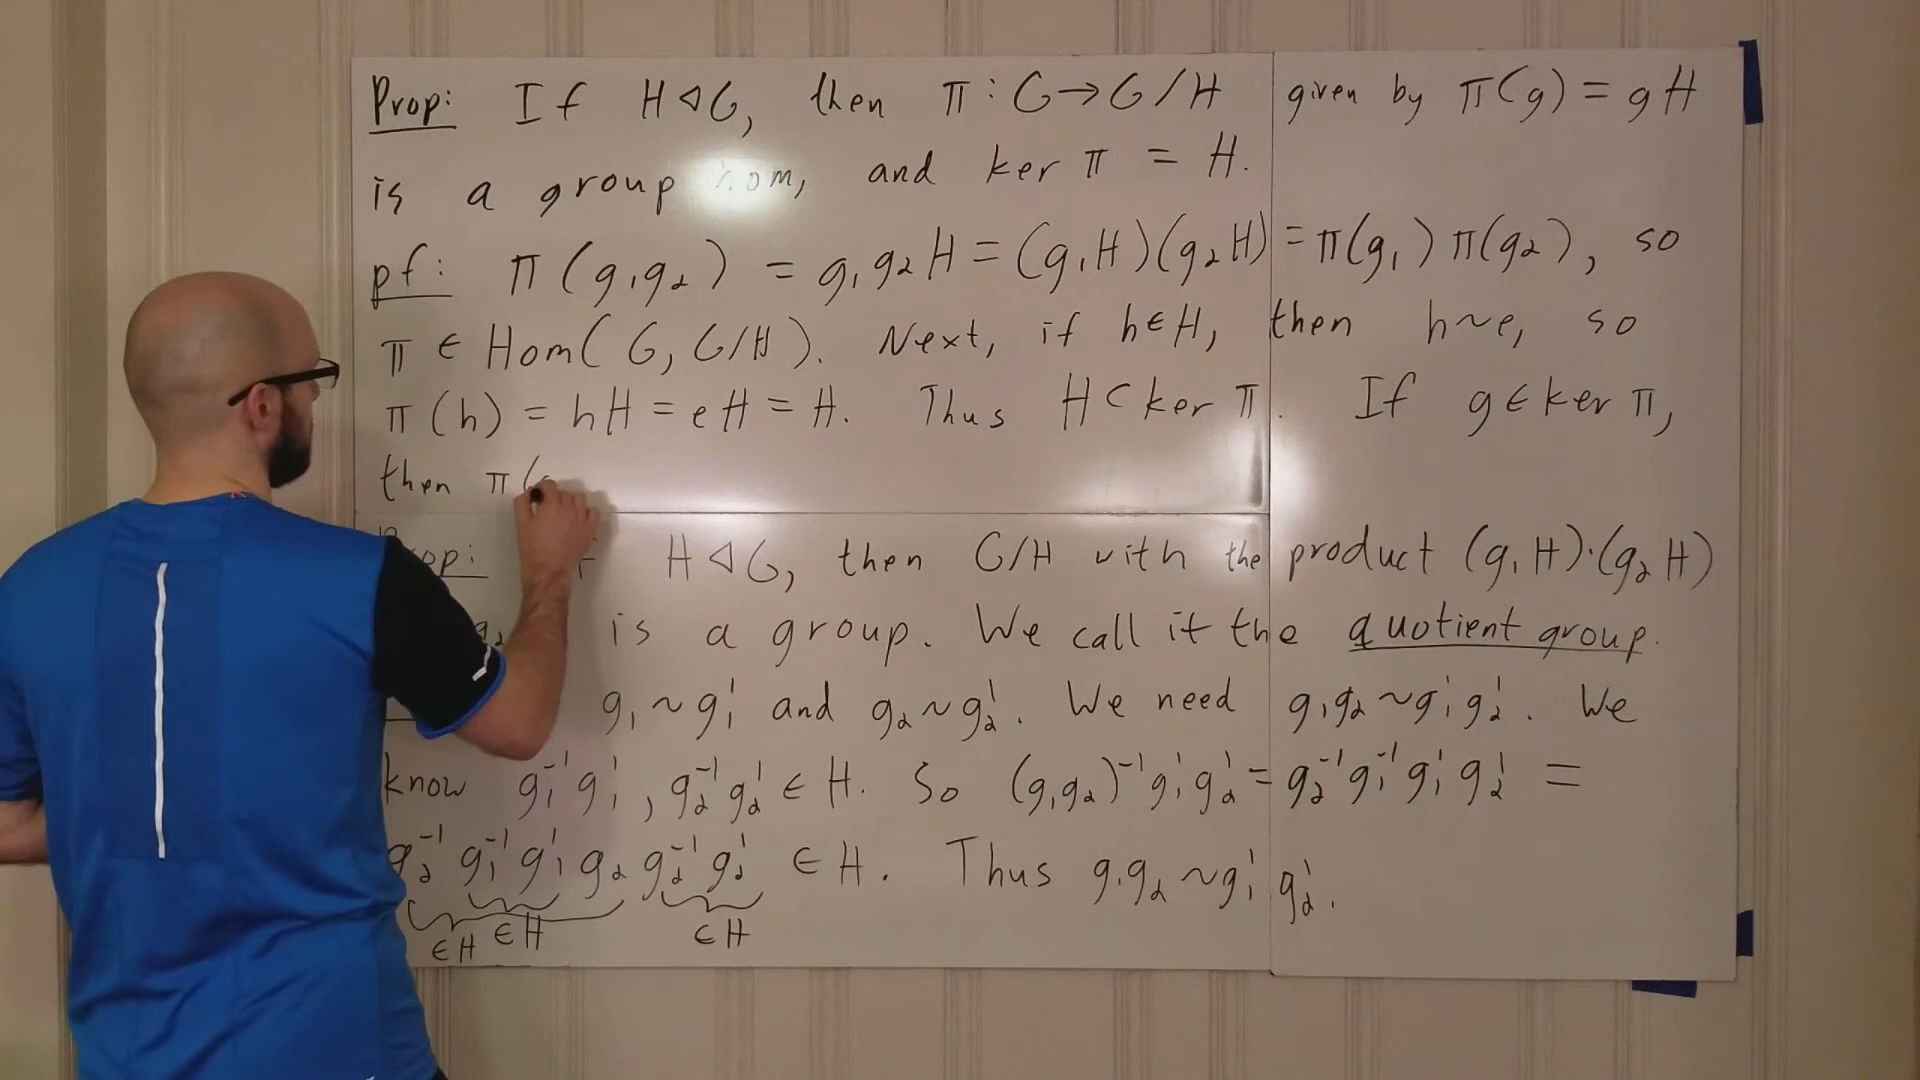 Prop: If H⊲G, then π: G→G/H given by π(g) = gH
is a group hom, and ker π = H.
pf: π(g₁g₂) = g₁g₂H = (g₁H)(g₂H) = π(g₁)π(g₂), so
π ∈ Hom(G, G/H). Next, if h∈H, then h~e, so
π(h) = hH = eH = H. Thus H⊂ker π. If g∈ker π,
then π(
H⊲G, then G/H with the product (g₁H)·(g₂H)
is a group. We call it the quotient group.
g₁~g₁' and g₂~g₂'. We need g₁g₂~g₁'g₂'. We
know g₁⁻¹g₁', g₂⁻¹g₂' ∈ H. So (g₁g₂)⁻¹g₁'g₂' = g₂⁻¹g₁⁻¹g₁'g₂' =
g₂⁻¹g₁⁻¹g₁'g₂g₂⁻¹g₂' ∈ H. Thus g₁g₂~g₁'g₂'.
∈H ∈H ∈H